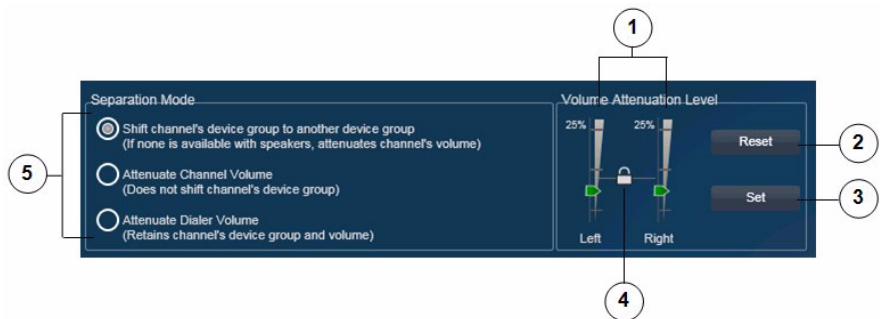 1
Separation Mode
Volume Attenuation Level
Shift channel's device group to another device group
(If none is available with speakers, attenuates channel's volume)
25%
25%
Reset
2
5
Attenuate Channel Volume
(Does not shift channel's device group)
Set
3
Attenuate Dialer Volume
(Retains channel's device group and volume)
Left
Right
4